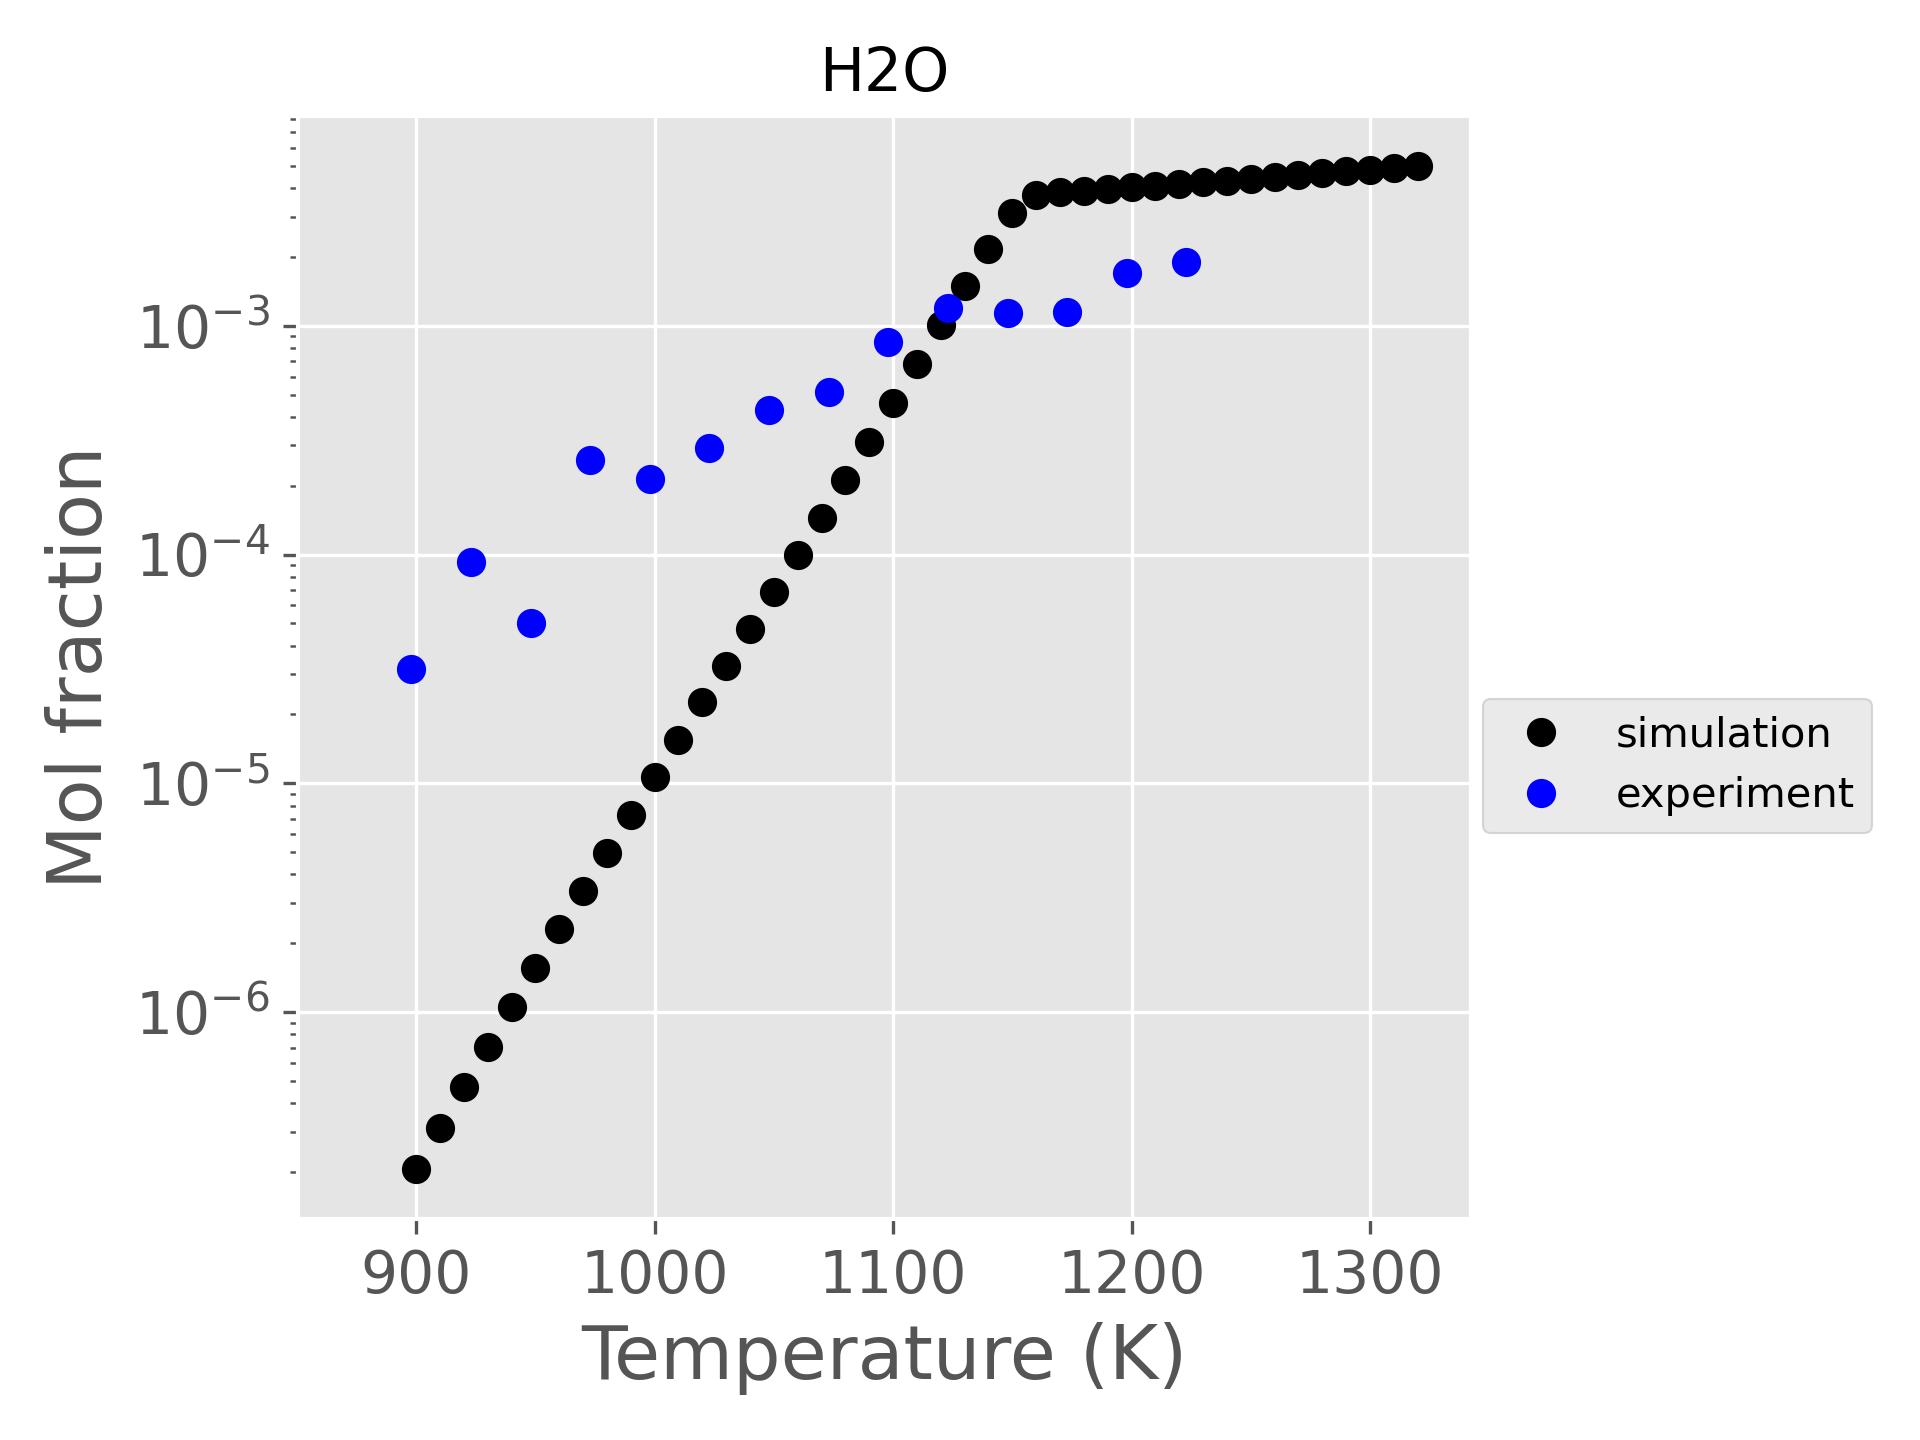 H2O
Mol fraction
10⁻³
10⁻⁴
10⁻⁵
10⁻⁶
simulation
experiment
900 1000 1100 1200 1300
Temperature (K)